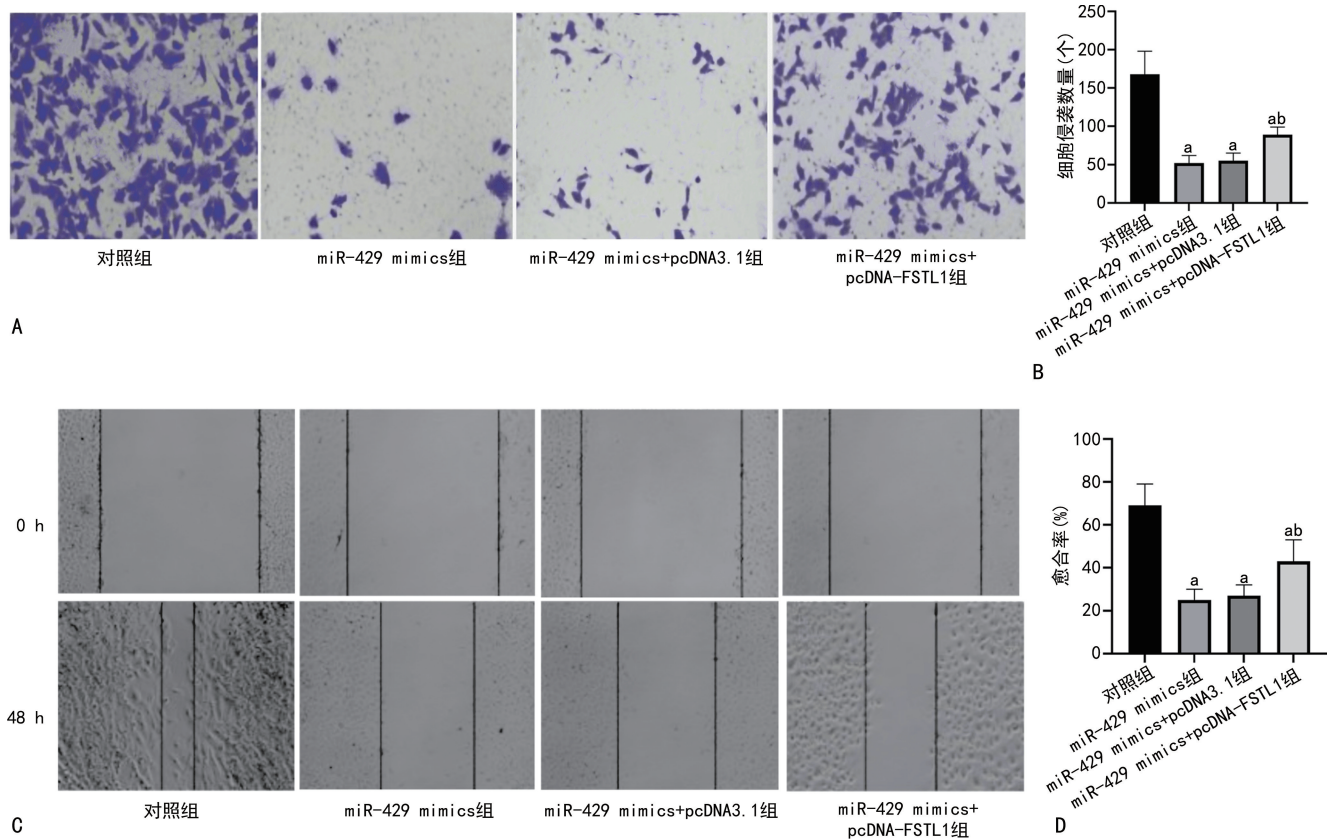 对照组
miR-429 mimics组
miR-429 mimics+pcDNA3.1组
miR-429 mimics+
pcDNA-FSTL1组
A
细胞侵袭数量(个)
250
200
150
100
50
0
a
a
ab
对照组
miR-429 mimics组
miR-429 mimics+pcDNA3.1组
miR-429 mimics+pcDNA-FSTL1组
B
0 h
48 h
对照组
miR-429 mimics组
miR-429 mimics+pcDNA3.1组
miR-429 mimics+
pcDNA-FSTL1组
C
愈合率(%)
100
80
60
40
20
0
a
a
ab
对照组
miR-429 mimics组
miR-429 mimics+pcDNA3.1组
miR-429 mimics+pcDNA-FSTL1组
D